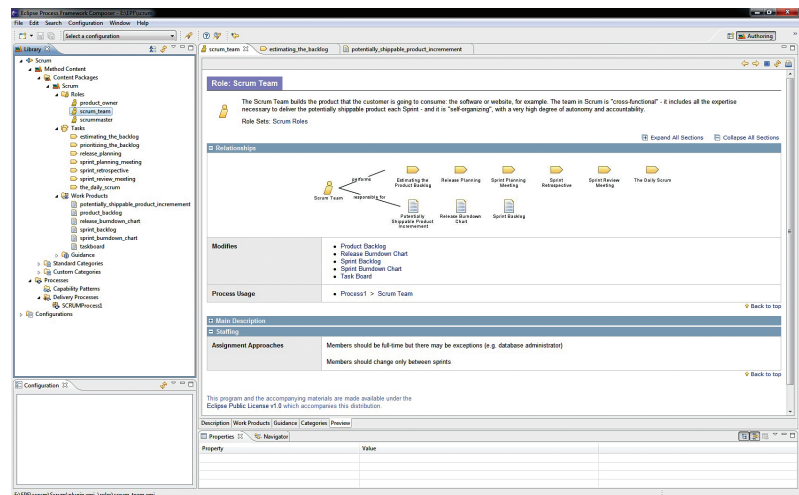 Eclipse Process Framework Composer - E:\EPF\scrum
File Edit Search Configuration Window Help
Select a configuration
Authoring
Library
scrum_team
estimating_the_backlog
potentially_shippable_product_incremement
Scrum
Method Content
Content Packages
Scrum
Roles
product_owner
scrum_team
scrummaster
Tasks
estimating_the_backlog
prioritizing_the_backlog
release_planning
sprint_planning_meeting
sprint_retrospective
sprint_review_meeting
the_daily_scrum
Work Products
potentially_shippable_product_incremement
product_backlog
release_burndown_chart
sprint_backlog
sprint_burndown_chart
taskboard
Guidance
Standard Categories
Custom Categories
Processes
Capability Patterns
Delivery Processes
SCRUMProcess1
Configurations
Configuration
Role: Scrum Team
The Scrum Team builds the product that the customer is going to consume: the software or website, for example. The team in Scrum is "cross-functional" - it includes all the expertise
necessary to deliver the potentially shippable product each Sprint - and it is "self-organizing", with a very high degree of autonomy and accountability.
Role Sets: Scrum Roles
Expand All Sections Collapse All Sections
Relationships
Scrum Team
performs
responsible for
Estimating the
Product Backlog
Release Planning
Sprint Planning
Meeting
Sprint
Retrospective
Sprint Review
Meeting
The Daily Scrum
Potentially
Shippable Product
Incremement
Release Burndown
Chart
Sprint Backlog
Modifies
Product Backlog
Release Burndown Chart
Sprint Backlog
Sprint Burndown Chart
Task Board
Process Usage
Process1 > Scrum Team
Back to top
Main Description
Staffing
Assignment Approaches
Members should be full-time but there may be exceptions (e.g. database administrator)
Members should change only between sprints
Back to top
This program and the accompanying materials are made available under the
Eclipse Public License v1.0 which accompanies this distribution.
Description Work Products Guidance Categories Preview
Properties Navigator
Property Value